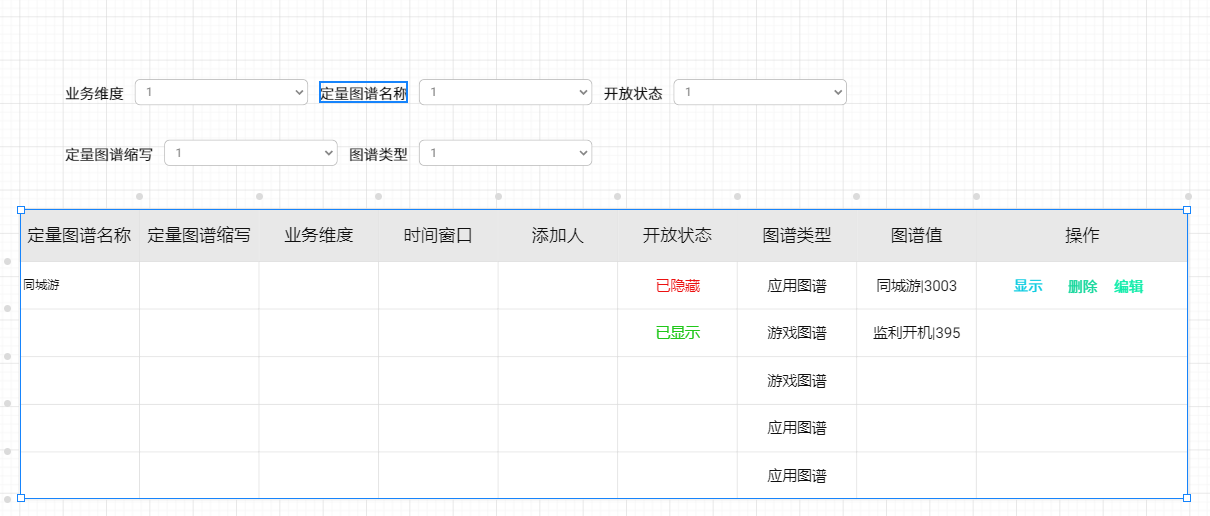 业务维度 1 定量图谱名称 1 开放状态 1
定量图谱缩写 1 图谱类型 1
定量图谱名称 定量图谱缩写 业务维度 时间窗口 添加人 开放状态 图谱类型 图谱值 操作
同城游 已隐藏 应用图谱 同城游|3003 显示 删除 编辑
已显示 游戏图谱 监利开机|395
游戏图谱
应用图谱
应用图谱